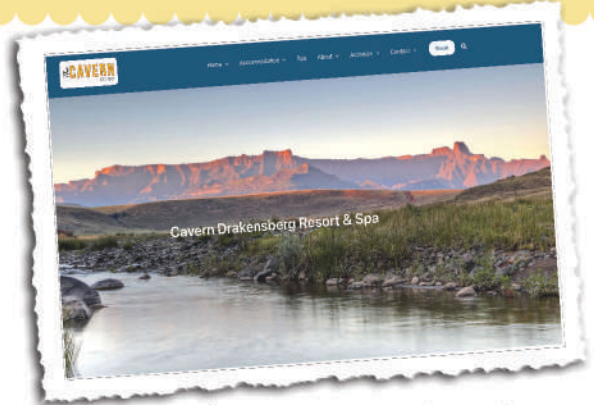 CAVERN
Home Accommodation Spa About Activities Contact Book
Cavern Drakensberg Resort & Spa